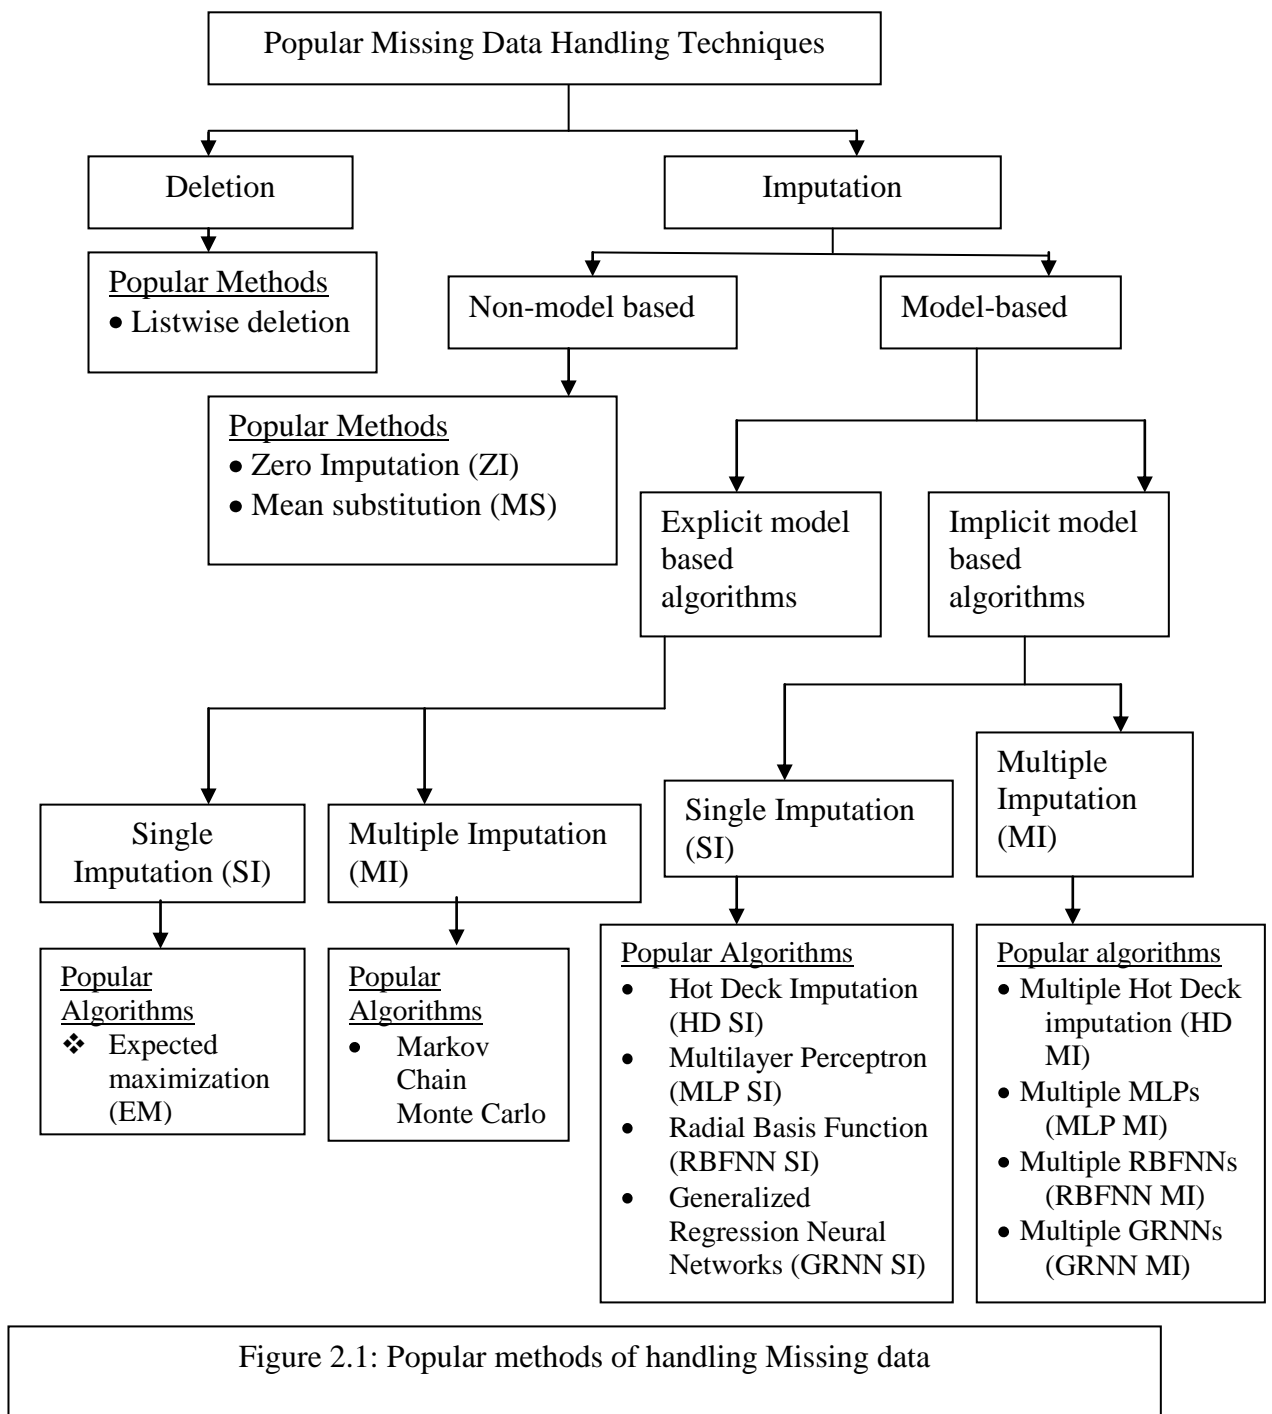 Popular Missing Data Handling Techniques
Deletion
Imputation
Popular Methods
• Listwise deletion
Non-model based
Model-based
Popular Methods
• Zero Imputation (ZI)
• Mean substitution (MS)
Explicit model
based
algorithms
Implicit model
based
algorithms
Single
Imputation (SI)
Multiple Imputation
(MI)
Single Imputation
(SI)
Multiple
Imputation
(MI)
Popular
Algorithms
❖ Expected
maximization
(EM)
Popular
Algorithms
• Markov
Chain
Monte Carlo
Popular Algorithms
• Hot Deck Imputation
(HD SI)
• Multilayer Perceptron
(MLP SI)
• Radial Basis Function
(RBFNN SI)
• Generalized
Regression Neural
Networks (GRNN SI)
Popular algorithms
• Multiple Hot Deck
imputation (HD
MI)
• Multiple MLPs
(MLP MI)
• Multiple RBFNNs
(RBFNN MI)
• Multiple GRNNs
(GRNN MI)
Figure 2.1: Popular methods of handling Missing data